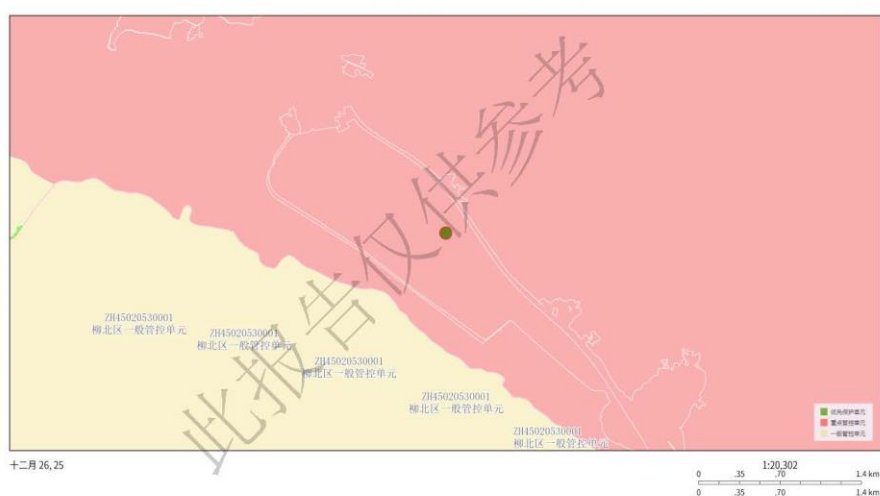 此报告仅供参考
ZH45020530001
柳北区一般管控单元
ZH45020530001
柳北区一般管控单元
ZH45020530001
柳北区一般管控单元
ZH45020530001
柳北区一般管控单元
ZH45020530001
柳北区一般管控单元
优先保护单元
重点管控单元
一般管控单元
十二月 26, 25
1:20,302
0 .35 .70 1.4 km
0 .35 .70 1.4 km